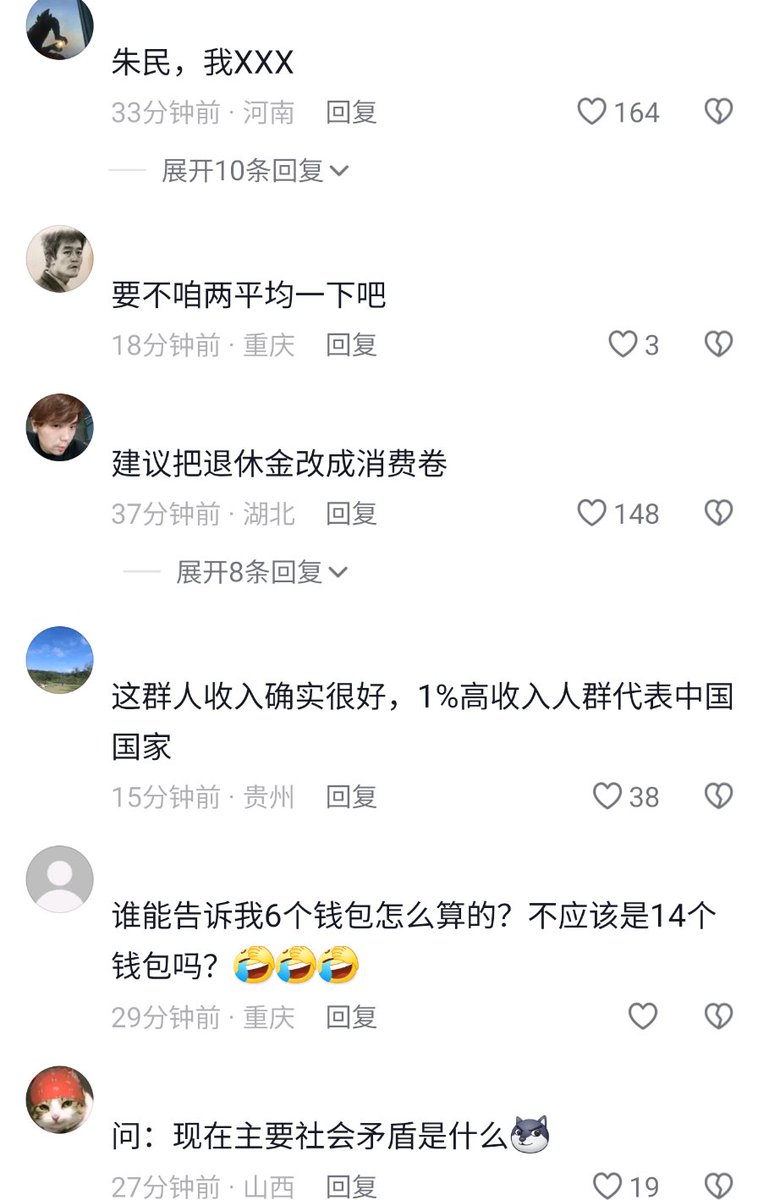 朱民，我XXX
33分钟前 · 河南 回复 164
展开10条回复
要不咱两平均一下吧
18分钟前 · 重庆 回复 3
建议把退休金改成消费卷
37分钟前 · 湖北 回复 148
展开8条回复
这群人收入确实很好，1%高收入人群代表中国
国家
15分钟前 · 贵州 回复 38
谁能告诉我6个钱包怎么算的？不应该是14个
钱包吗？🤣🤣🤣
29分钟前 · 重庆 回复
问：现在主要社会矛盾是什么
27分钟前 · 山西 回复 19